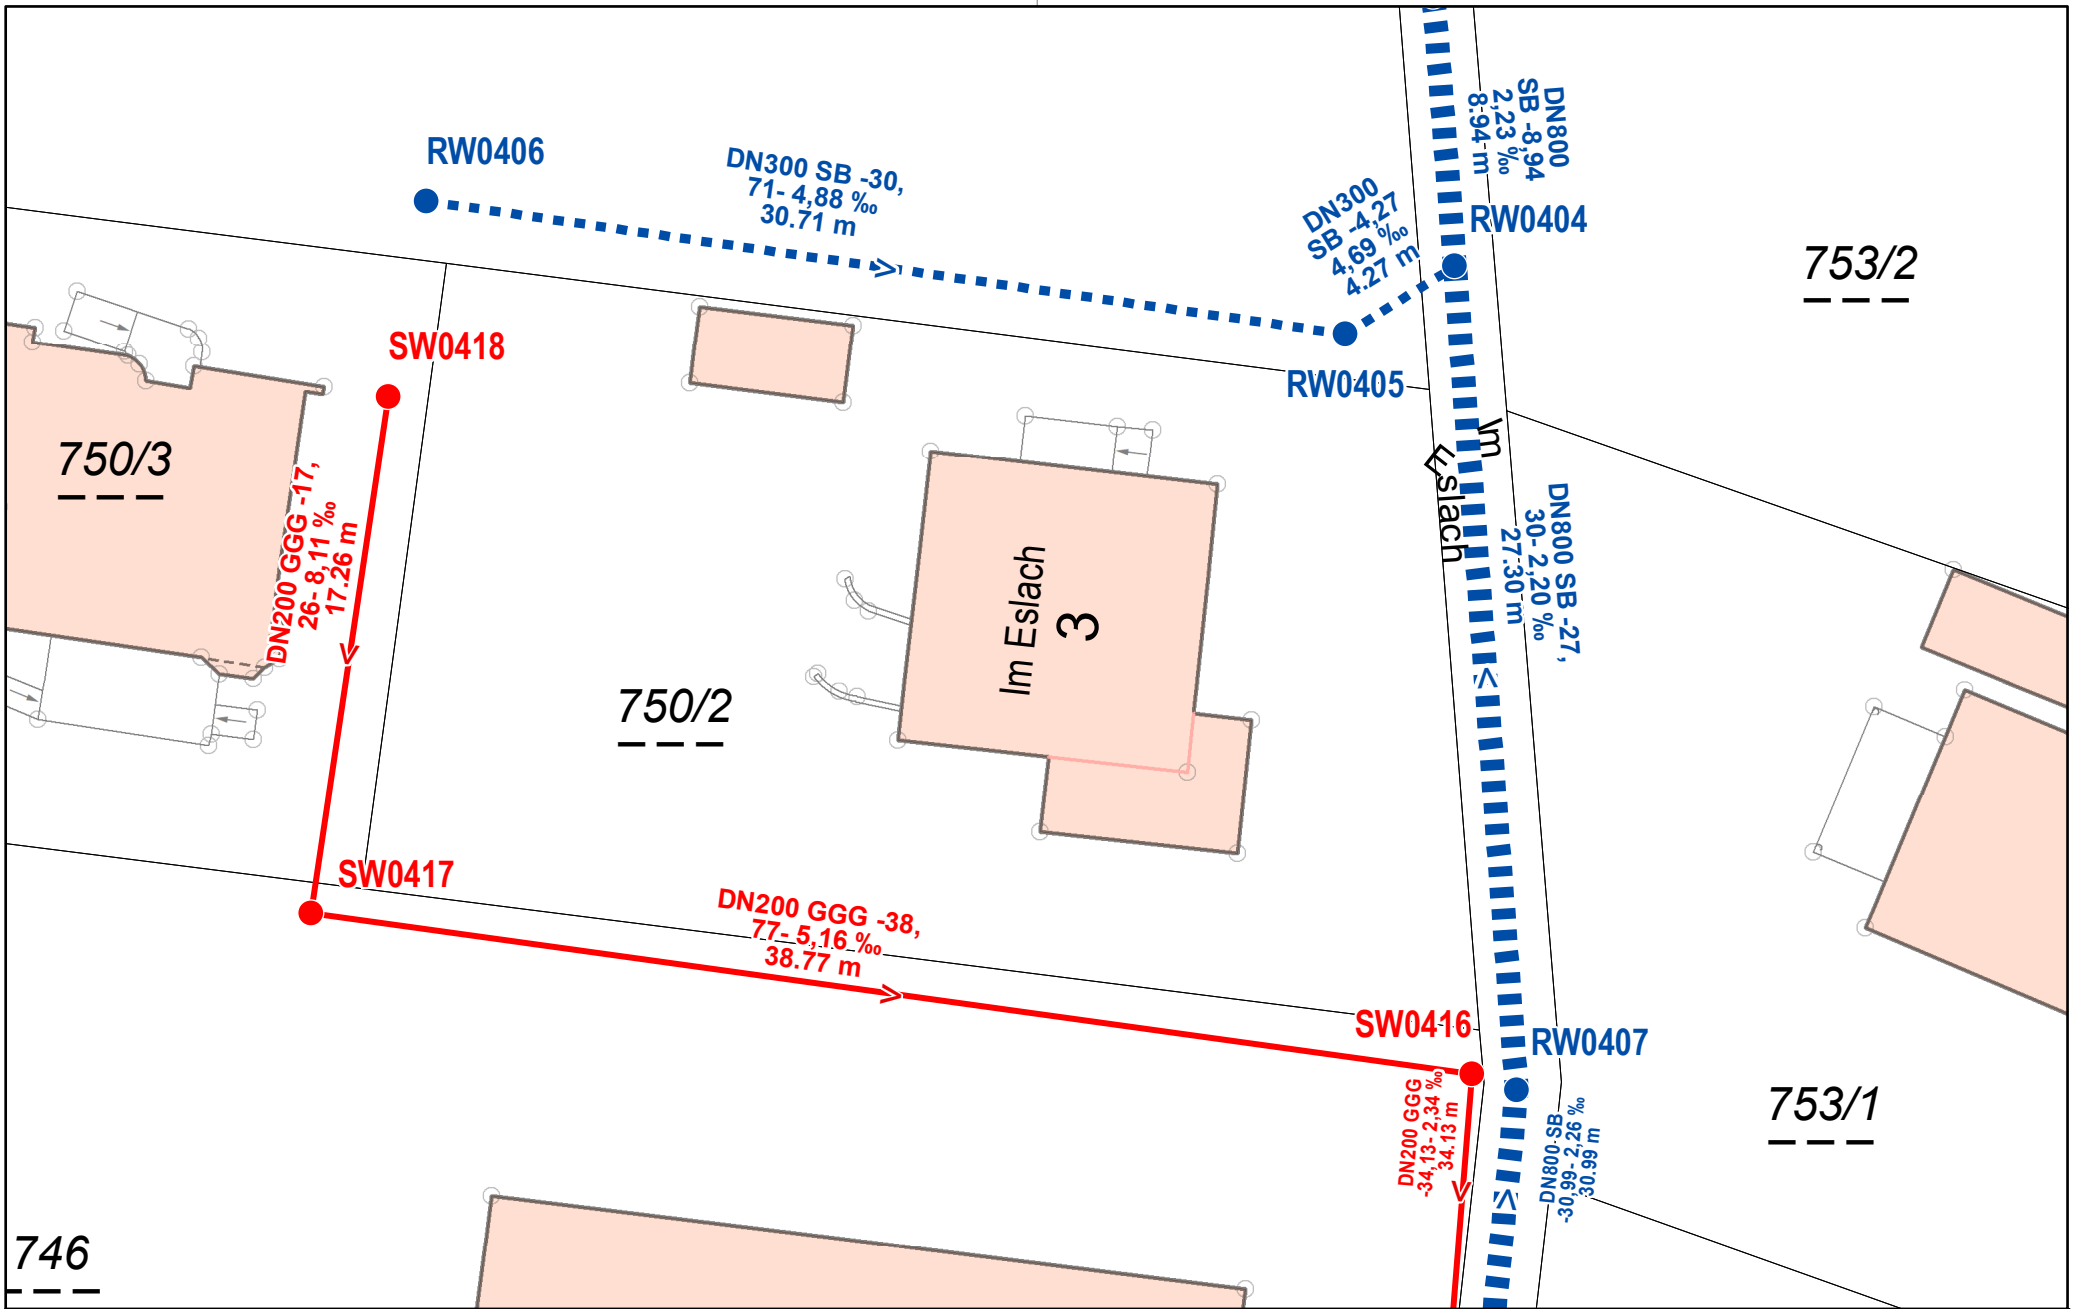 RW0406
DN300 SB -30,
71- 4,88 ‰
30.71 m
DN300
SB -4,27
4,69 ‰
4.27 m
DN800
SB -8,94
2,23 ‰
8.94 m
RW0404
753/2
RW0405
SW0418
750/3
DN200 GGG -17,
26- 8,11 ‰
17.26 m
Im
Eslach
DN800 SB -27,
30- 2,20 ‰
27.30 m
Im Eslach
3
750/2
SW0417
DN200 GGG -38,
77- 5,16 ‰
38.77 m
SW0416
RW0407
DN200 GGG
-34,13- 2,34 ‰
34.13 m
DN800 SB
-30,99- 2,26 ‰
30.99 m
753/1
746